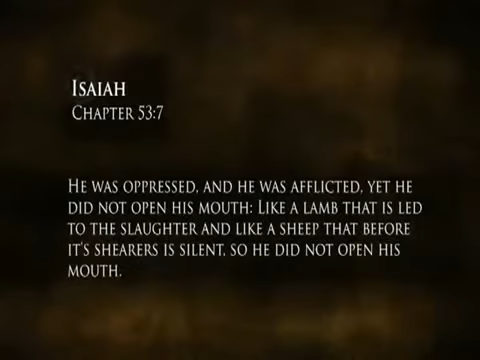 Isaiah
Chapter 53:7
He was oppressed, and he was afflicted, yet he
did not open his mouth: Like a lamb that is led
to the slaughter and like a sheep that before
it's shearers is silent, so he did not open his
mouth.